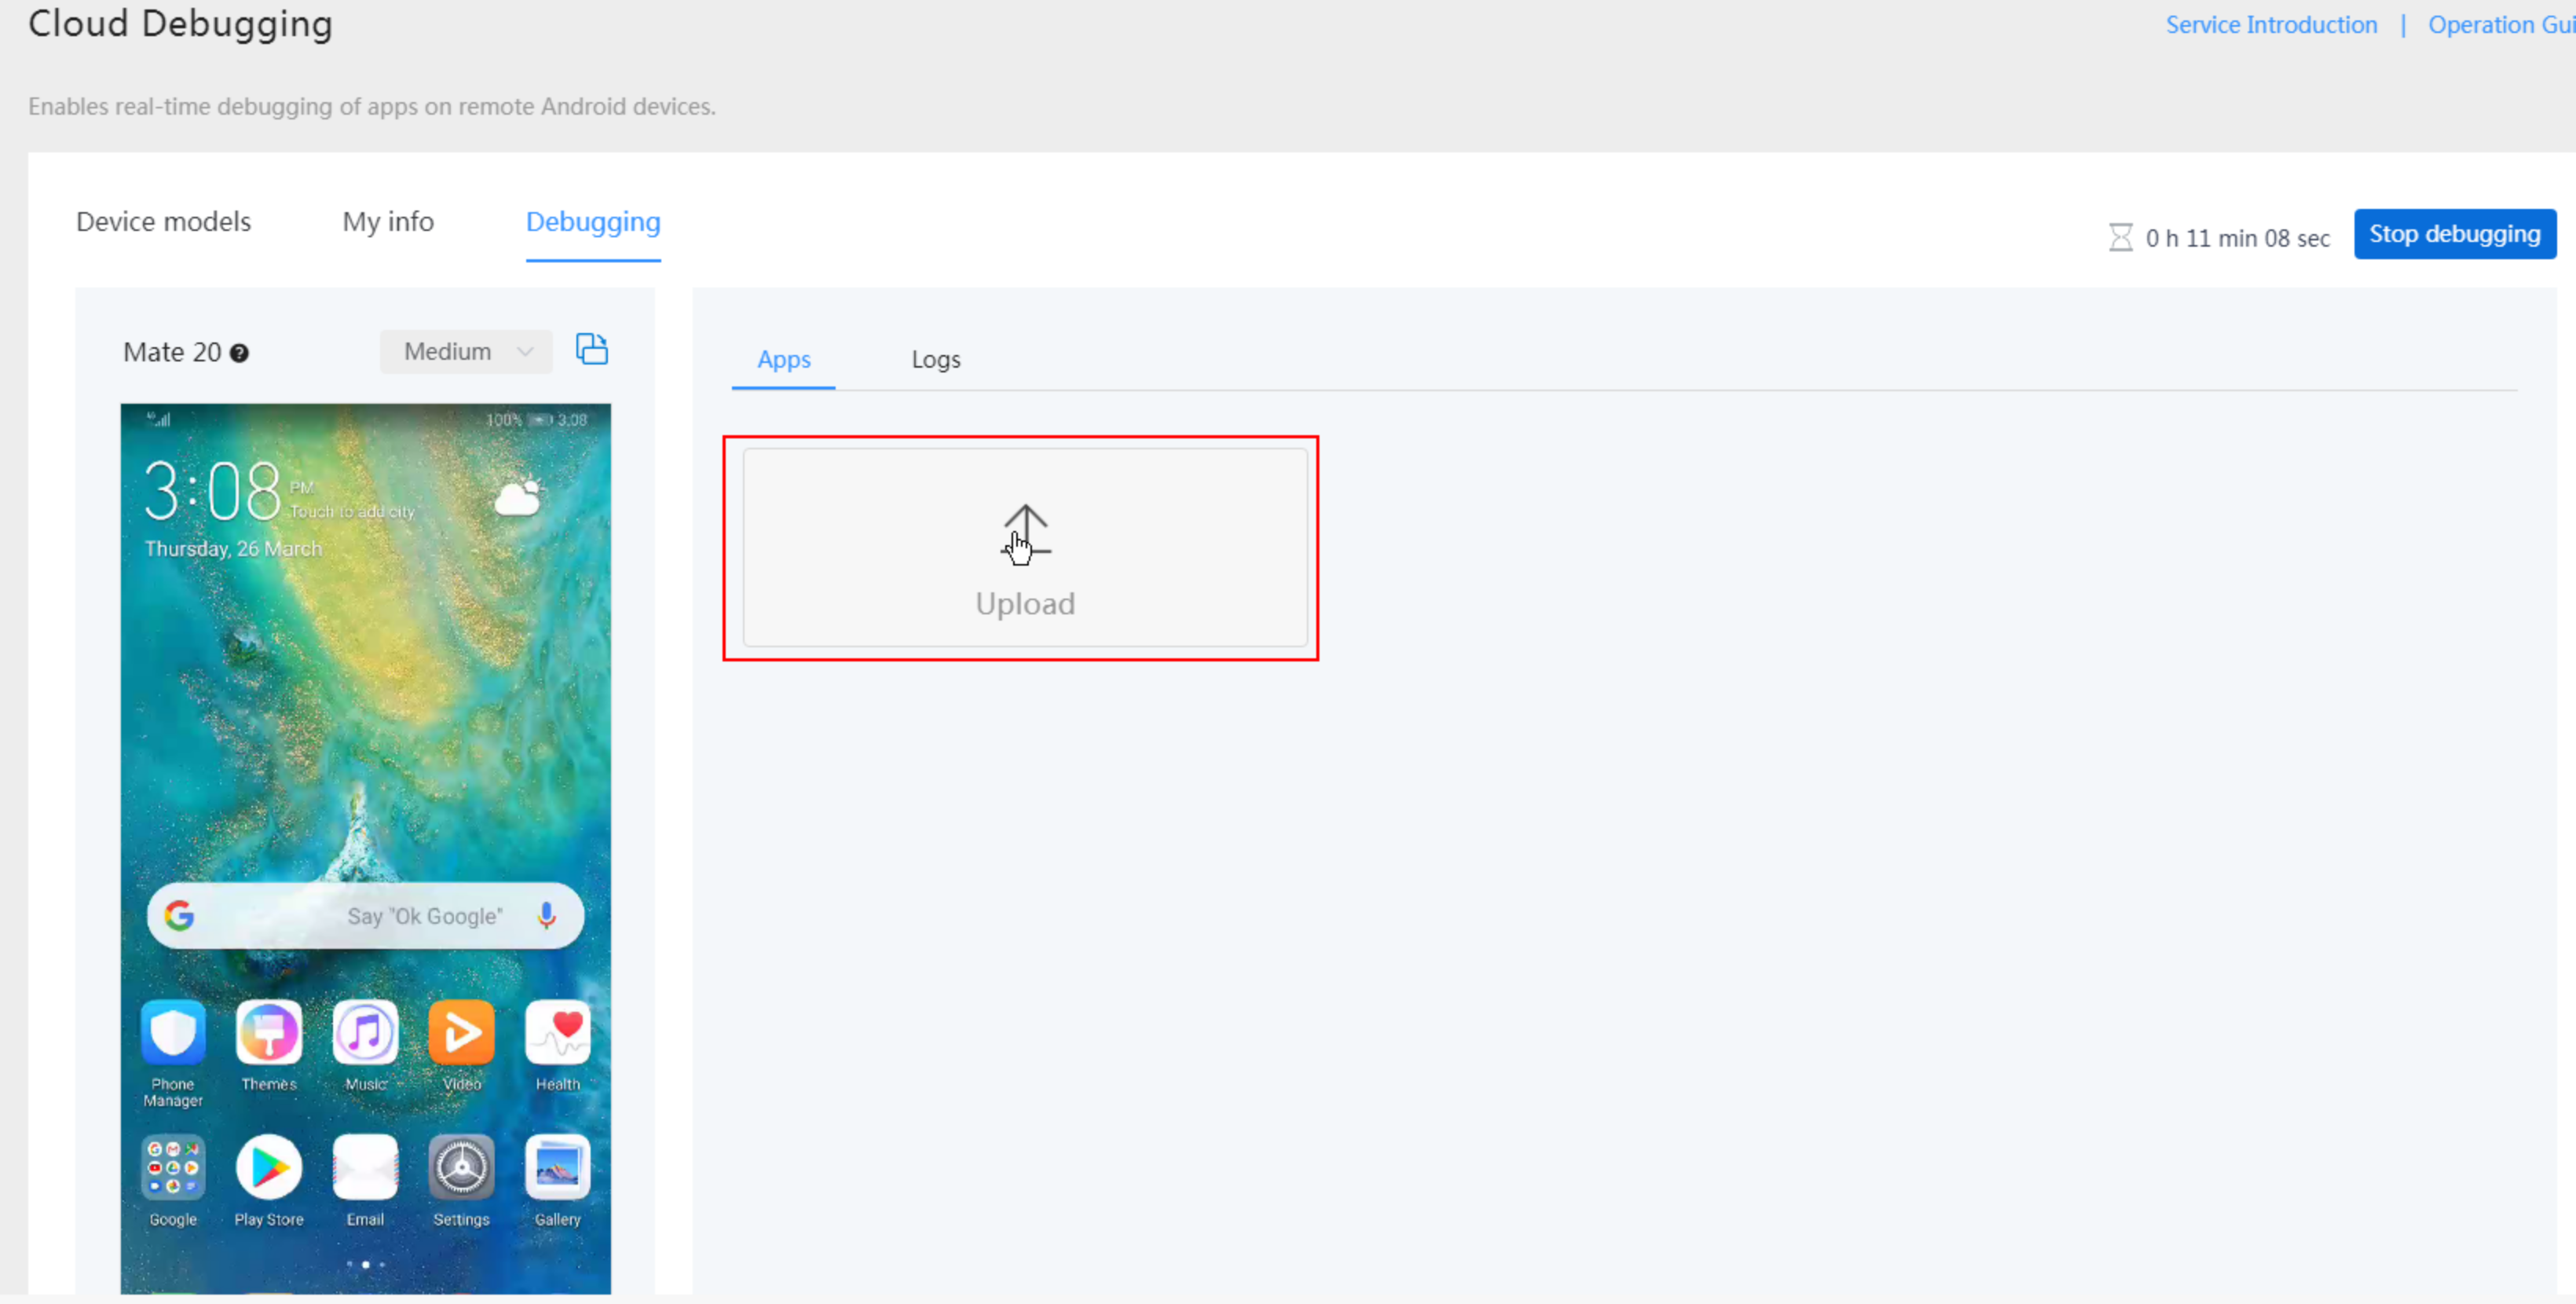 Cloud Debugging
Service Introduction | Operation Gui
Enables real-time debugging of apps on remote Android devices.
Device models
My info
Debugging
0 h 11 min 08 sec
Stop debugging
Mate 20
Medium
Apps
Logs
4G
100%
3:08
3:08 PM
Touch to add city
Thursday, 26 March
Upload
Say "Ok Google"
Phone Manager
Themes
Music
Video
Health
Google
Play Store
Email
Settings
Gallery